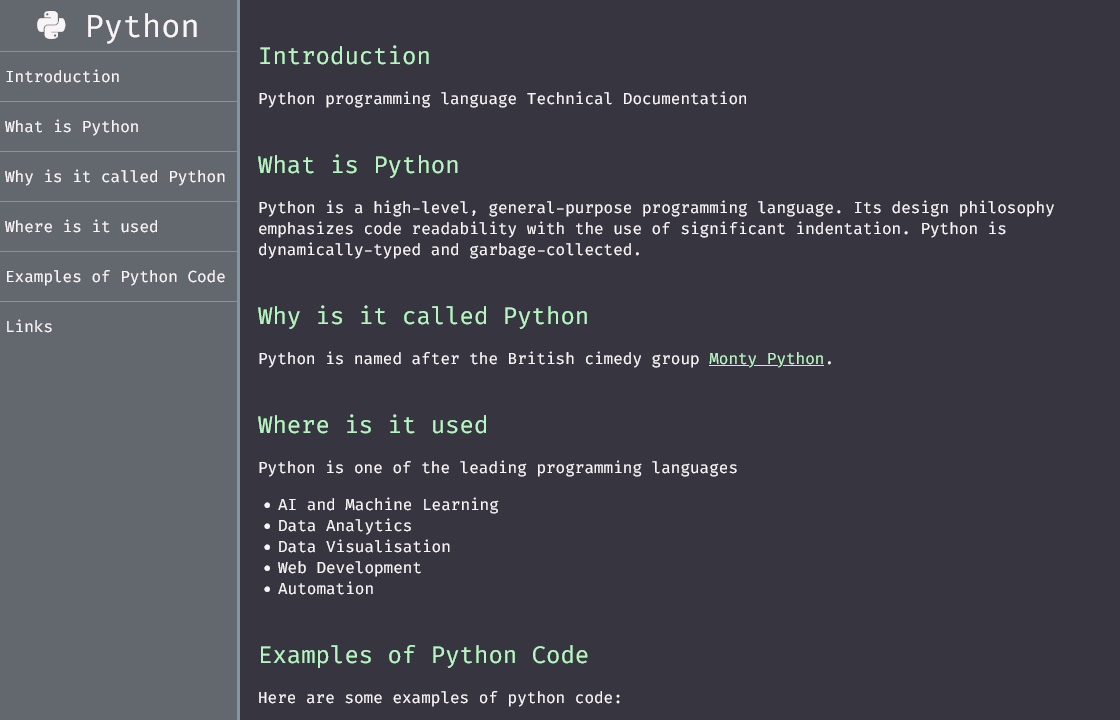 Python
Introduction
What is Python
Why is it called Python
Where is it used
Examples of Python Code
Links
Introduction
Python programming language Technical Documentation
What is Python
Python is a high-level, general-purpose programming language. Its design philosophy
emphasizes code readability with the use of significant indentation. Python is
dynamically-typed and garbage-collected.
Why is it called Python
Python is named after the British cimedy group Monty Python.
Where is it used
Python is one of the leading programming languages
• AI and Machine Learning
• Data Analytics
• Data Visualisation
• Web Development
• Automation
Examples of Python Code
Here are some examples of python code: